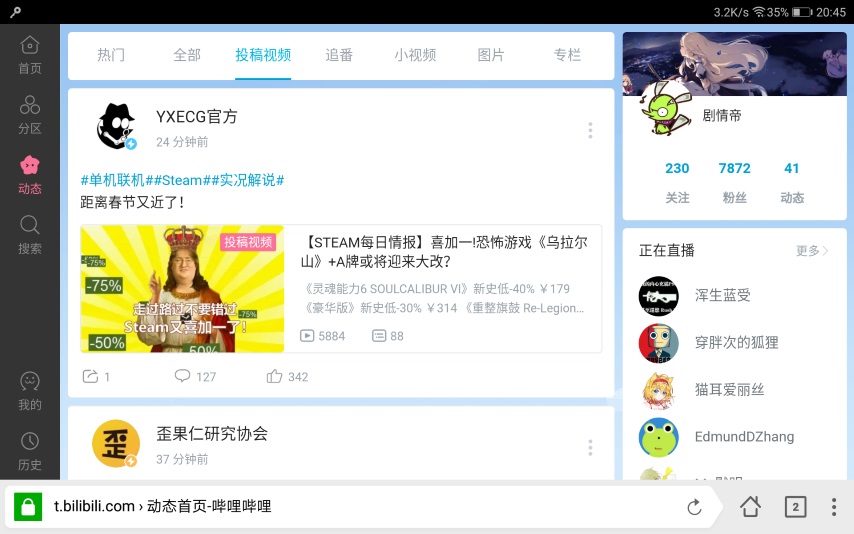 3.2K/s 35% 20:45
首页
分区
动态
搜索
我的
历史
热门 全部 投稿视频 追番 小视频 图片 专栏
YXECG官方
24 分钟前
#单机联机##Steam##实况解说#
距离春节又近了！
投稿视频
-75%
-75%
-75%
-50%
50%
走过路过不要错过
Steam又喜加一了！
【STEAM每日情报】喜加一!恐怖游戏《乌拉尔
山》+A牌或将迎来大改？
《灵魂能力6 SOULCALIBUR VI》新史低-40% ￥179
《豪华版》新史低-30% ￥314 《重整旗鼓 Re-Legion...
5884 88
1 127 342
歪
歪果仁研究协会
37 分钟前
剧情帝
230 7872 41
关注 粉丝 动态
正在直播 更多
浑生蓝受
穿胖次的狐狸
猫耳爱丽丝
EdmundDZhang
t.bilibili.com › 动态首页-哔哩哔哩
2